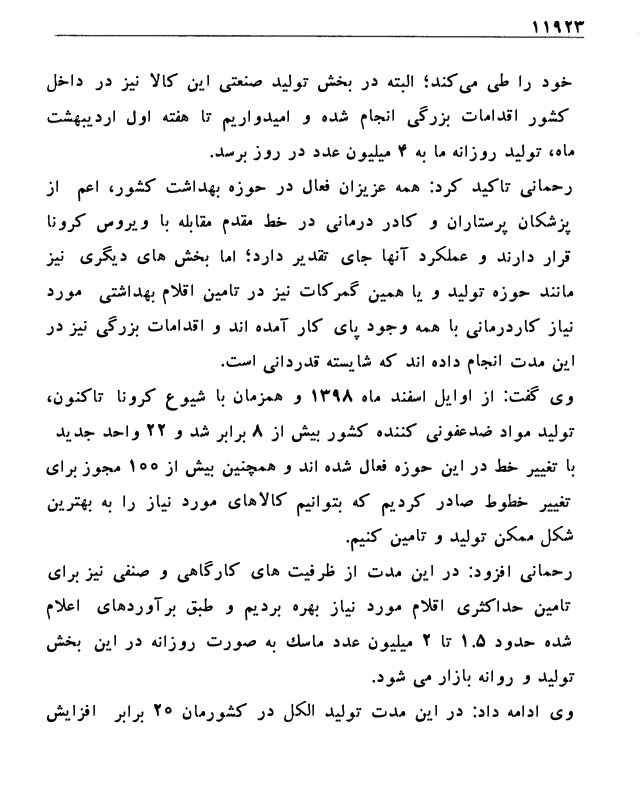 ۱۱۹۲۳
خود را طی می‌کند؛ البته در بخش تولید صنعتی این کالا نیز در داخل
کشور اقدامات بزرگی انجام شده و امیدواریم تا هفته اول اردیبهشت
ماه، تولید روزانه ما به ۴ میلیون عدد در روز برسد.
رحمانی تاکید کرد: همه عزیزان فعال در حوزه بهداشت کشور، اعم از
پزشکان پرستاران و کادر درمانی در خط مقدم مقابله با ویروس کرونا
قرار دارند و عملکرد آنها جای تقدیر دارد؛ اما بخش های دیگری نیز
مانند حوزه تولید و یا همین گمرکات نیز در تامین اقلام بهداشتی مورد
نیاز کاردرمانی با همه وجود پای کار آمده اند و اقدامات بزرگی نیز در
این مدت انجام داده اند که شایسته قدردانی است.
وی گفت: از اوایل اسفند ماه ۱۳۹۸ و همزمان با شیوع کرونا تاکنون،
تولید مواد ضدعفونی کننده کشور بیش از ۸ برابر شد و ۲۲ واحد جدید
با تغییر خط در این حوزه فعال شده اند و همچنین بیش از ۱۰۰ مجوز برای
تغییر خطوط صادر کردیم که بتوانیم کالاهای مورد نیاز را به بهترین
شکل ممکن تولید و تامین کنیم.
رحمانی افزود: در این مدت از ظرفیت های کارگاهی و صنفی نیز برای
تامین حداکثری اقلام مورد نیاز بهره بردیم و طبق برآوردهای اعلام
شده حدود ۱.۵ تا ۲ میلیون عدد ماسك به صورت روزانه در این بخش
تولید و روانه بازار می شود.
وی ادامه داد: در این مدت تولید الکل در کشورمان ۲۵ برابر افزایش